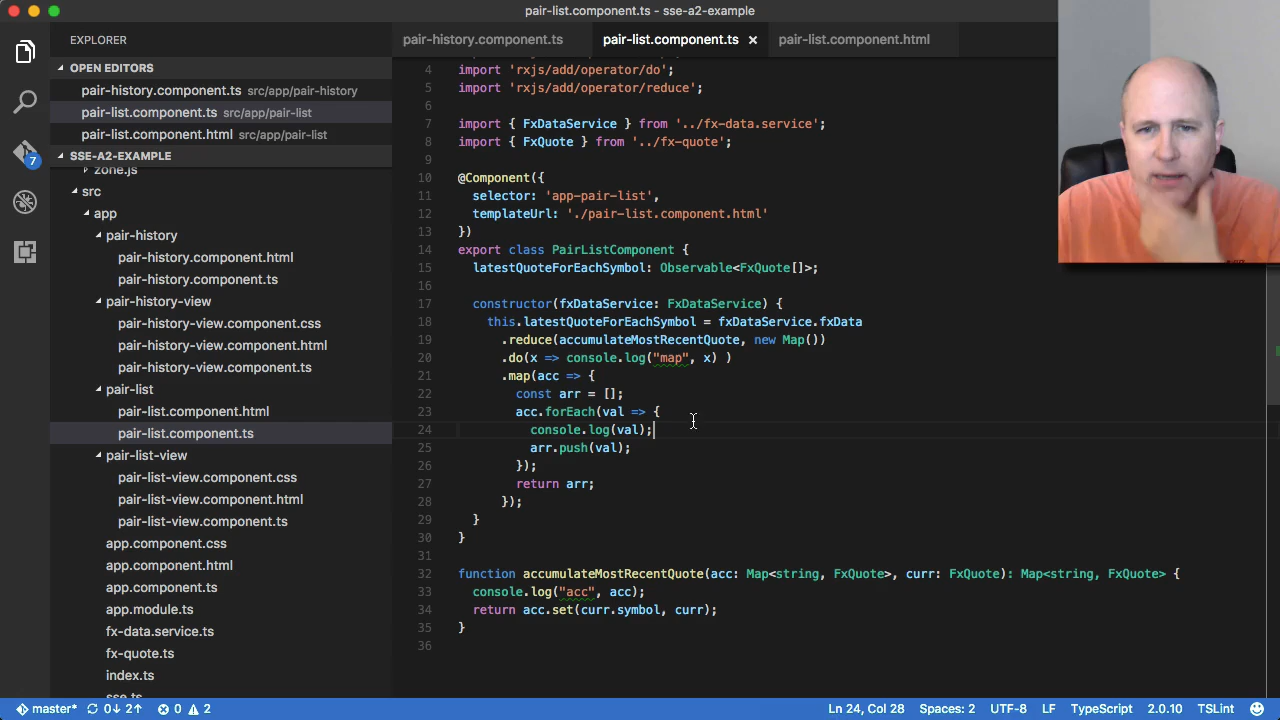 pair-list.component.ts - sse-a2-example
EXPLORER
OPEN EDITORS
pair-history.component.ts src/app/pair-history
pair-list.component.ts src/app/pair-list
pair-list.component.html src/app/pair-list
SSE-A2-EXAMPLE
zone.js
src
app
pair-history
pair-history.component.html
pair-history.component.ts
pair-history-view
pair-history-view.component.css
pair-history-view.component.html
pair-history-view.component.ts
pair-list
pair-list.component.html
pair-list.component.ts
pair-list-view
pair-list-view.component.css
pair-list-view.component.html
pair-list-view.component.ts
app.component.css
app.component.html
app.component.ts
app.module.ts
fx-data.service.ts
fx-quote.ts
index.ts
sse.ts
7
pair-history.component.ts pair-list.component.ts × pair-list.component.html
4 import 'rxjs/add/operator/do';
5 import 'rxjs/add/operator/reduce';
6
7 import { FxDataService } from '../fx-data.service';
8 import { FxQuote } from '../fx-quote';
9
10 @Component({
11 selector: 'app-pair-list',
12 templateUrl: './pair-list.component.html'
13 })
14 export class PairListComponent {
15 latestQuoteForEachSymbol: Observable<FxQuote[]>;
16
17 constructor(fxDataService: FxDataService) {
18 this.latestQuoteForEachSymbol = fxDataService.fxData
19 .reduce(accumulateMostRecentQuote, new Map())
20 .do(x => console.log("map", x) )
21 .map(acc => {
22 const arr = [];
23 acc.forEach(val => {
24 console.log(val);
25 arr.push(val);
26 });
27 return arr;
28 });
29 }
30 }
31
32 function accumulateMostRecentQuote(acc: Map<string, FxQuote>, curr: FxQuote): Map<string, FxQuote> {
33 console.log("acc", acc);
34 return acc.set(curr.symbol, curr);
35 }
36
master* 0↓ 2↑ 0 2 Ln 24, Col 28 Spaces: 2 UTF-8 LF TypeScript 2.0.10 TSLint